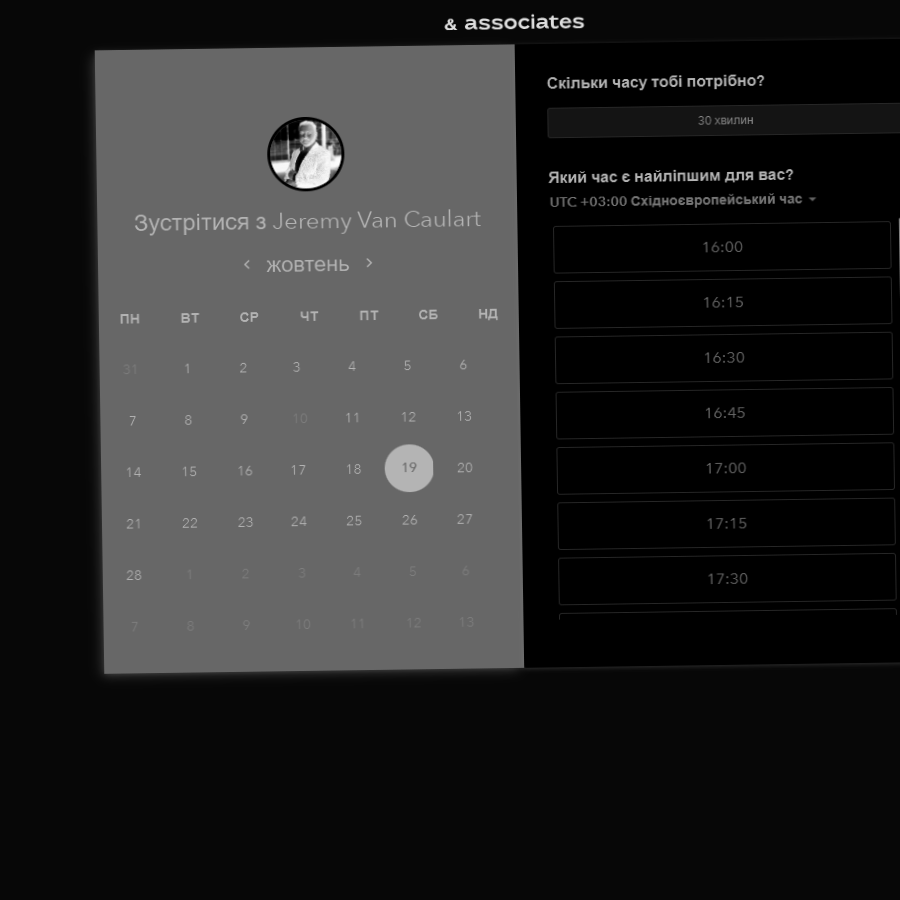 & associates
Зустрітися з Jeremy Van Caulart
жовтень
ПН ВТ СР ЧТ ПТ СБ НД
31 1 2 3 4 5 6
7 8 9 10 11 12 13
14 15 16 17 18 19 20
21 22 23 24 25 26 27
28 1 2 3 4 5 6
7 8 9 10 11 12 13
Скільки часу тобі потрібно?
30 хвилин
Який час є найліпшим для вас?
UTC +03:00 Східноєвропейський час
16:00
16:15
16:30
16:45
17:00
17:15
17:30